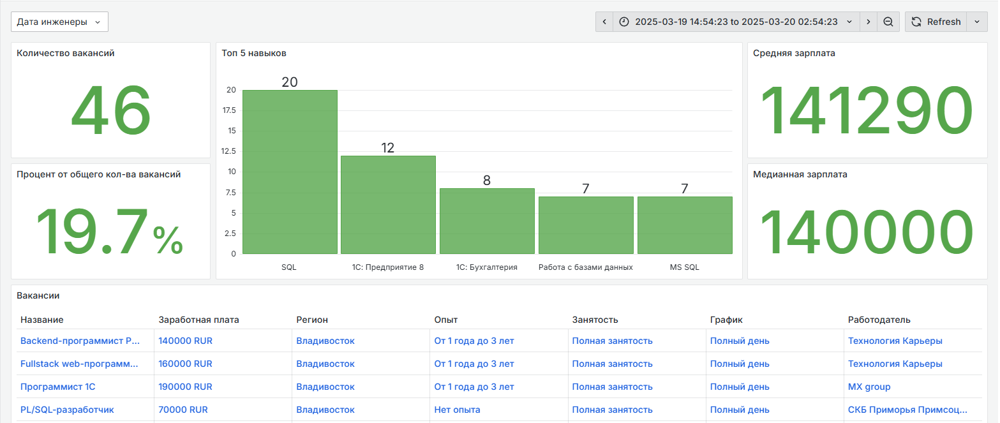 Дата инженеры
2025-03-19 14:54:23 to 2025-03-20 02:54:23
Refresh
Количество вакансий
46
Процент от общего кол-ва вакансий
19.7%
Топ 5 навыков
20
17.5
15
12.5
10
7.5
5
2.5
0
20
12
8
7
7
SQL
1С: Предприятие 8
1С: Бухгалтерия
Работа с базами данных
MS SQL
Средняя зарплата
141290
Медианная зарплата
140000
Вакансии
Название Заработная плата Регион Опыт Занятость График Работодатель
Backend-программист P... 140000 RUR Владивосток От 1 года до 3 лет Полная занятость Полный день Технология Карьеры
Fullstack web-программ... 160000 RUR Владивосток От 1 года до 3 лет Полная занятость Полный день Технология Карьеры
Программист 1С 190000 RUR Владивосток От 1 года до 3 лет Полная занятость Полный день MX group
PL/SQL-разработчик 70000 RUR Владивосток Нет опыта Полная занятость Полный день СКБ Приморья Примсоц...